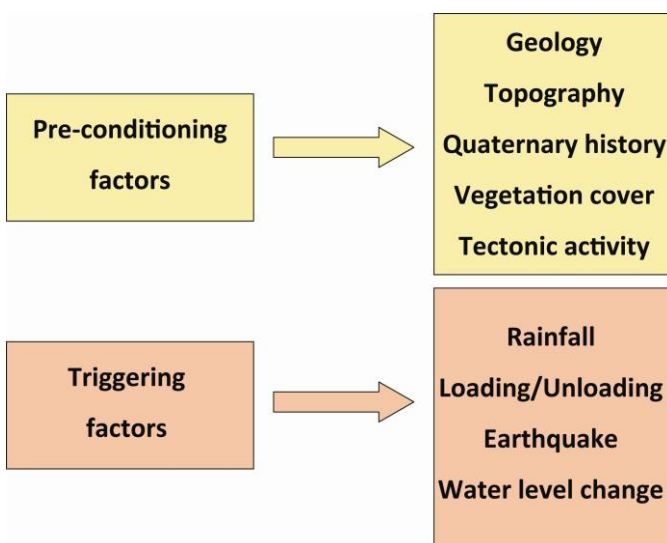 Pre-conditioning
factors
Geology
Topography
Quaternary history
Vegetation cover
Tectonic activity
Triggering
factors
Rainfall
Loading/Unloading
Earthquake
Water level change